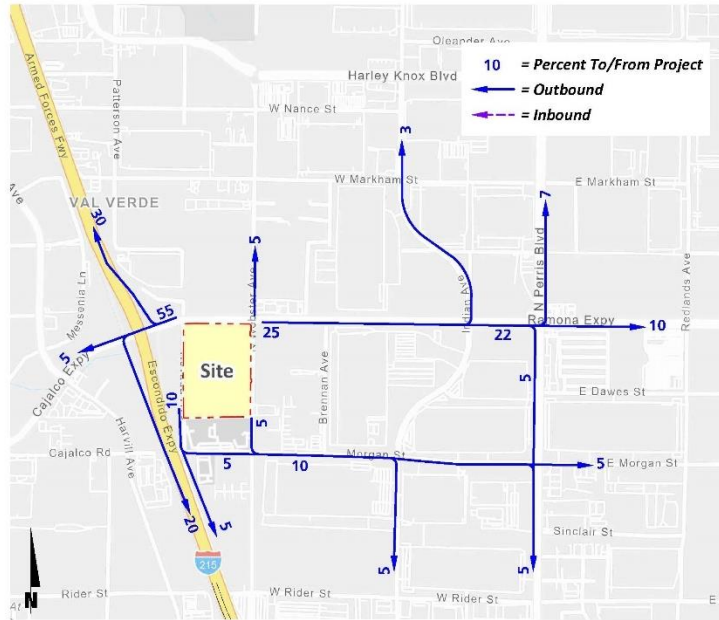 Oleander Ave
10 = Percent To/From Project
= Outbound
= Inbound
Harley Knox Blvd
W Nance St
Armed Forces Fwy
Patterson Ave
3
W Markham St
E Markham St
VAL VERDE
30
7
5
N Perris Blvd
Redlands Ave
Messenia Ln
Indian Ave
N Webster Ave
55
25
22
Ramona Expy
10
5
Cajalco Expy
Site
Brennan Ave
5
E Dawes St
Escondido Expy
Harvill Ave
10
5
Cajalco Rd
5
10
Morgan St
5
E Morgan St
20
5
Sinclair St
5
5
215
N
Rider St
W Rider St
W Rider St
E